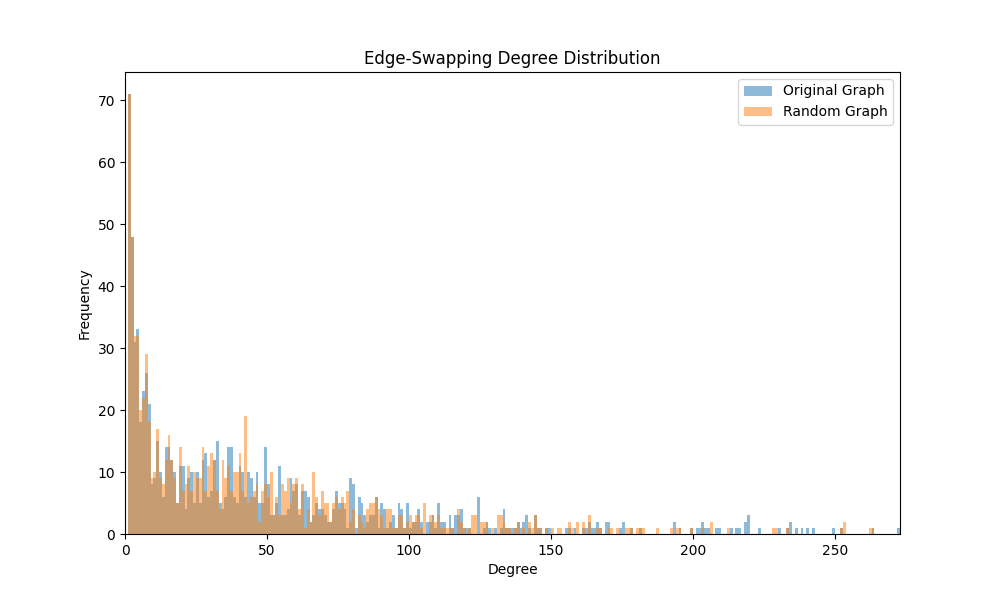 Edge-Swapping Degree Distribution
Original Graph
Random Graph
Frequency
70
60
50
40
30
20
10
0
0 50 100 150 200 250
Degree